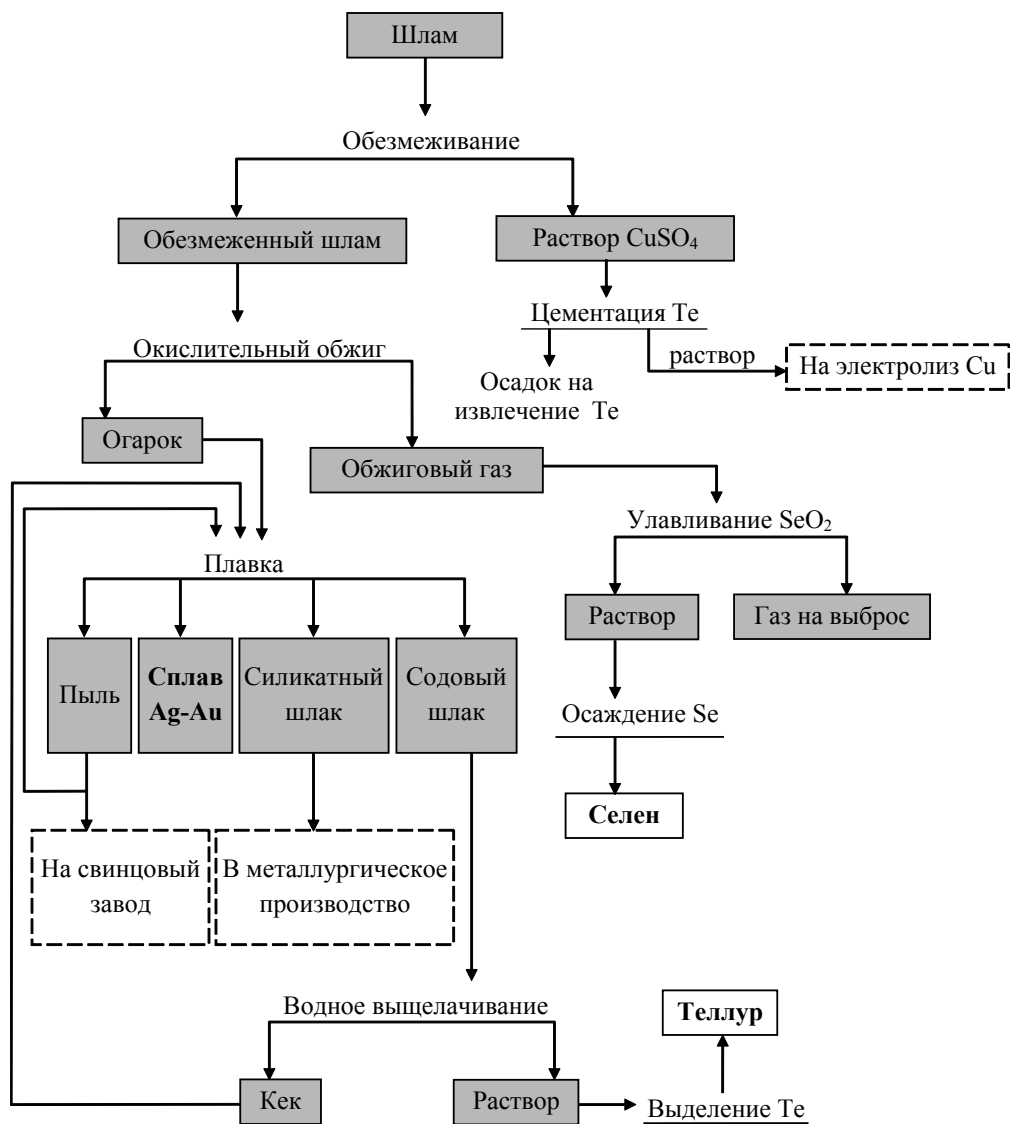 Шлам
Обезмеживание
Обезмеженный шлам
Раствор CuSO₄
Цементация Te
Окислительный обжиг
раствор
На электролиз Cu
Осадок на
извлечение Te
Огарок
Обжиговый газ
Улавливание SeO₂
Плавка
Раствор
Газ на выброс
Пыль
Сплав
Ag-Au
Силикатный
шлак
Содовый
шлак
Осаждение Se
Селен
На свинцовый
завод
В металлургическое
производство
Водное выщелачивание
Теллур
Кек
Раствор
Выделение Te